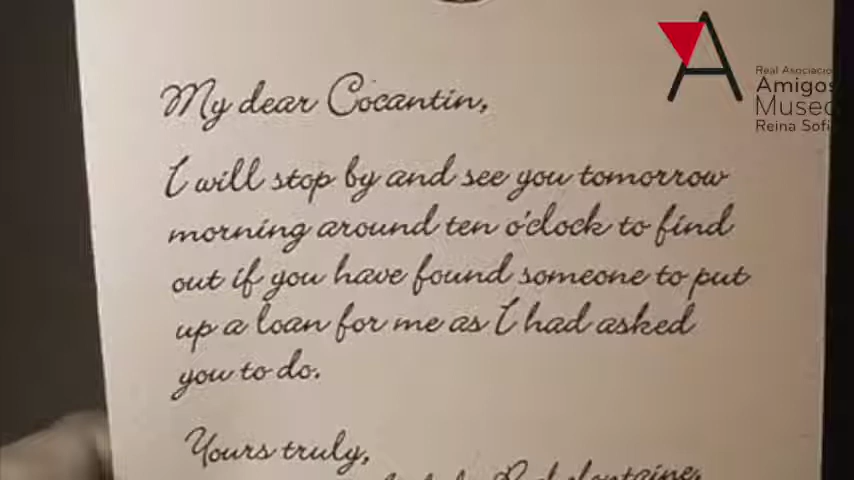 Real Asociació
Amigos
Museo
Reina Sofí
My dear Cocantin,
I will stop by and see you tomorrow
morning around ten o'clock to find
out if you have found someone to put
up a loan for me as I had asked
you to do.
Yours truly,